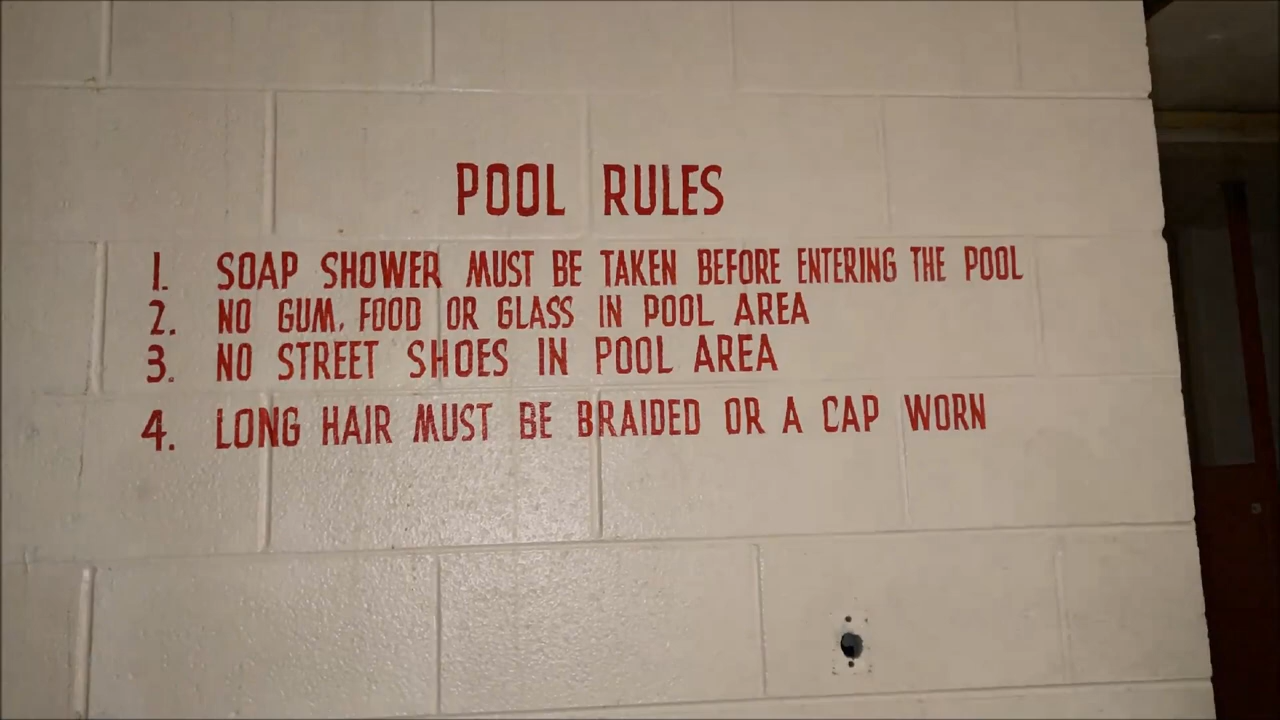 POOL RULES
1. SOAP SHOWER MUST BE TAKEN BEFORE ENTERING THE POOL
2. NO GUM, FOOD OR GLASS IN POOL AREA
3. NO STREET SHOES IN POOL AREA
4. LONG HAIR MUST BE BRAIDED OR A CAP WORN